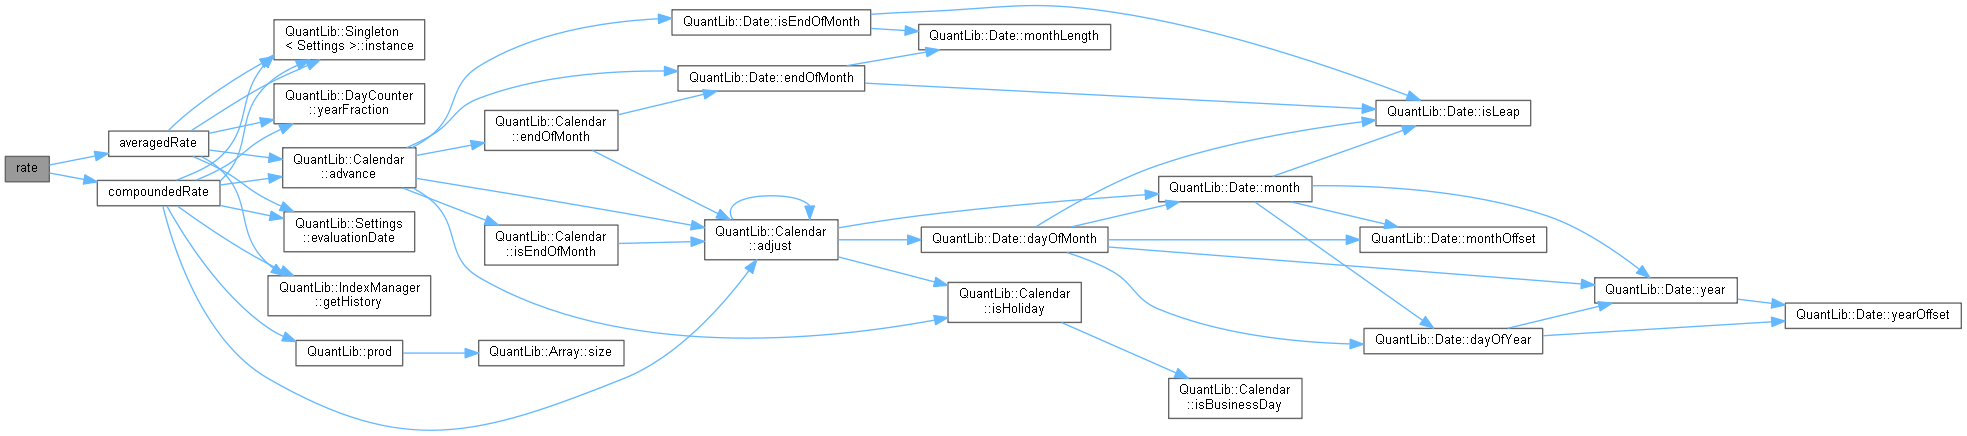 rate
averagedRate
compoundedRate
QuantLib::Singleton
< Settings >::instance
QuantLib::DayCounter
::yearFraction
QuantLib::Calendar
::advance
QuantLib::Settings
::evaluationDate
QuantLib::IndexManager
::getHistory
QuantLib::prod
QuantLib::Calendar
::endOfMonth
QuantLib::Calendar
::isEndOfMonth
QuantLib::Array::size
QuantLib::Date::isEndOfMonth
QuantLib::Date::endOfMonth
QuantLib::Calendar
::adjust
QuantLib::Date::monthLength
QuantLib::Date::dayOfMonth
QuantLib::Calendar
::isHoliday
QuantLib::Date::month
QuantLib::Calendar
::isBusinessDay
QuantLib::Date::isLeap
QuantLib::Date::monthOffset
QuantLib::Date::dayOfYear
QuantLib::Date::year
QuantLib::Date::yearOffset